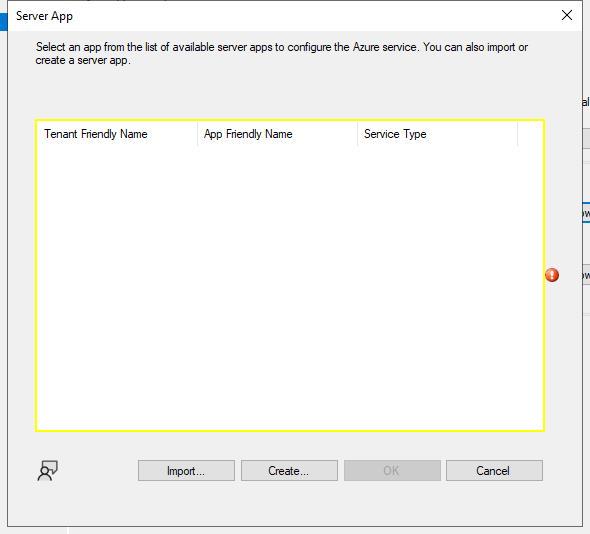 Server App
Select an app from the list of available server apps to configure the Azure service. You can also import or
create a server app.
Tenant Friendly Name App Friendly Name Service Type
Import... Create... OK Cancel